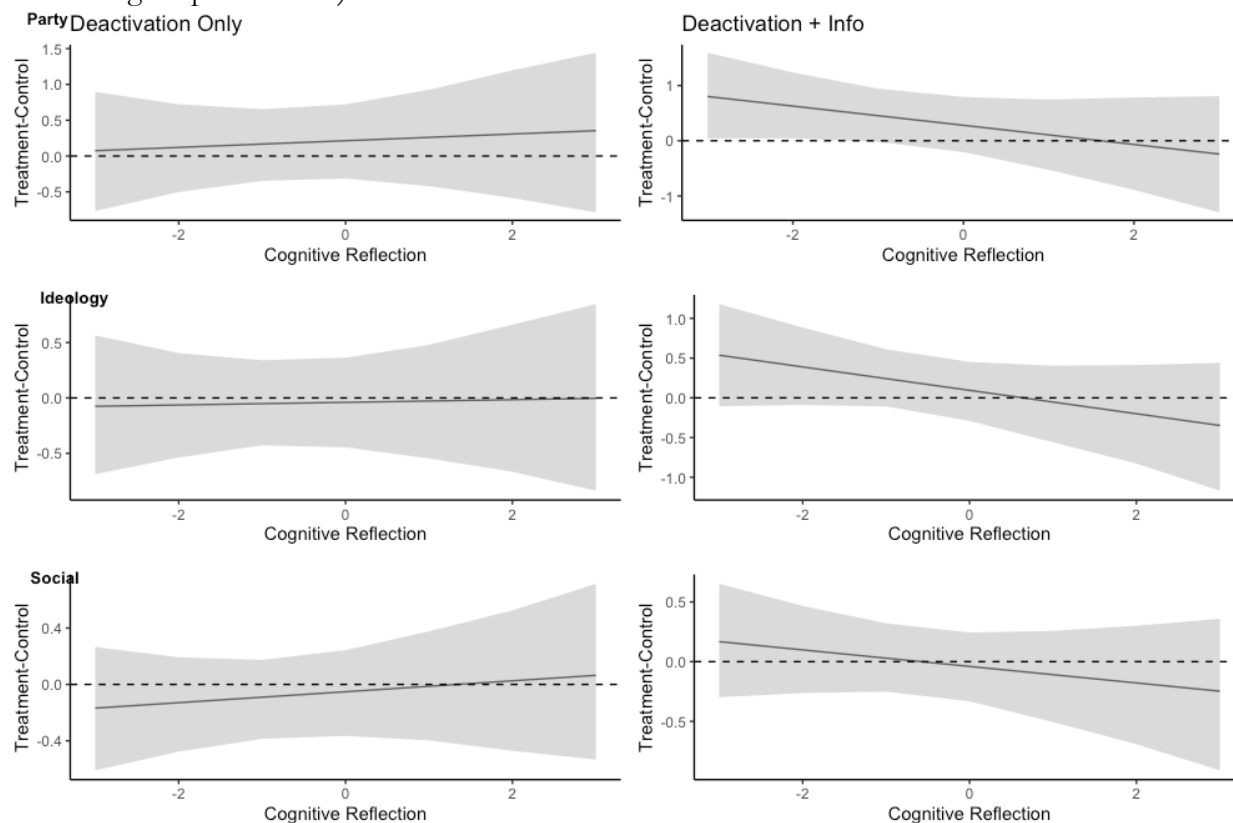 Party Deactivation Only
Deactivation + Info
Treatment-Control
1.5
1.0
0.5
0.0
-0.5
-2
0
2
Cognitive Reflection
Treatment-Control
1
0
-1
-2
0
2
Cognitive Reflection
Ideology
Treatment-Control
0.5
0.0
-0.5
-2
0
2
Cognitive Reflection
Treatment-Control
1.0
0.5
0.0
-0.5
-1.0
-2
0
2
Cognitive Reflection
Social
Treatment-Control
0.4
0.0
-0.4
-2
0
2
Cognitive Reflection
Treatment-Control
0.5
0.0
-0.5
-2
0
2
Cognitive Reflection